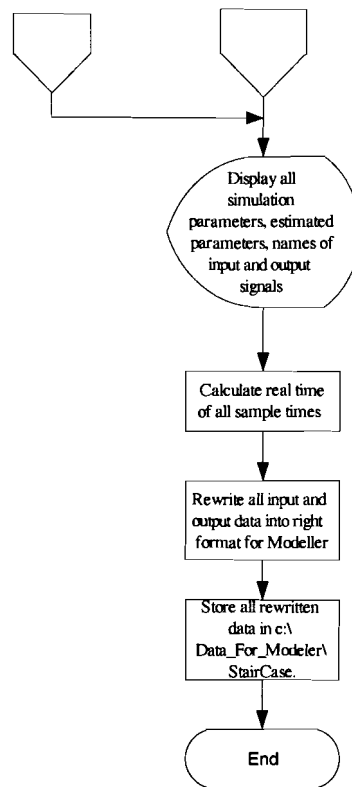 Display all
simulation
parameters, estimated
parameters, names of
input and output
signals
Calculate real time
of all sample times
Rewrite all input and
output data into right
format for Modeller
Store all rewritten
data in c:\
Data_For_Modeler\
StairCase.
End